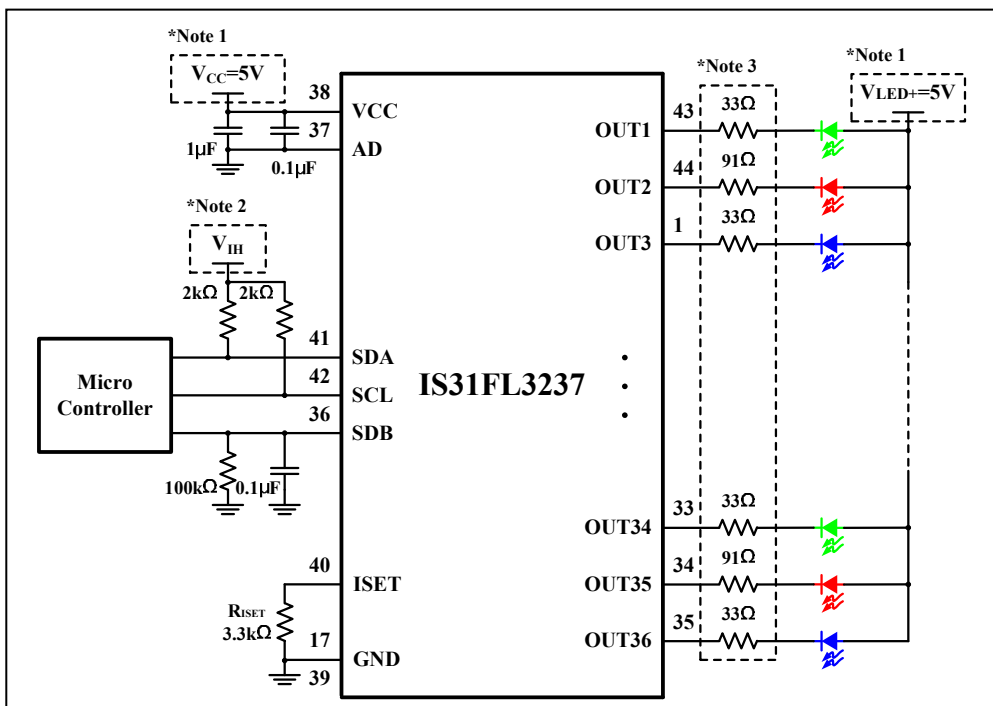 *Note 1
VCC=5V
38
VCC
1μF
0.1μF
37
AD
*Note 2
VIH
2kΩ
2kΩ
Micro
Controller
41
SDA
42
SCL
36
SDB
100kΩ
0.1μF
40
ISET
RISET
3.3kΩ
17
GND
39
IS31FL3237
*Note 3
*Note 1
VLED+=5V
OUT1
43
33Ω
OUT2
44
91Ω
OUT3
1
33Ω
OUT34
33
33Ω
OUT35
34
91Ω
OUT36
35
33Ω